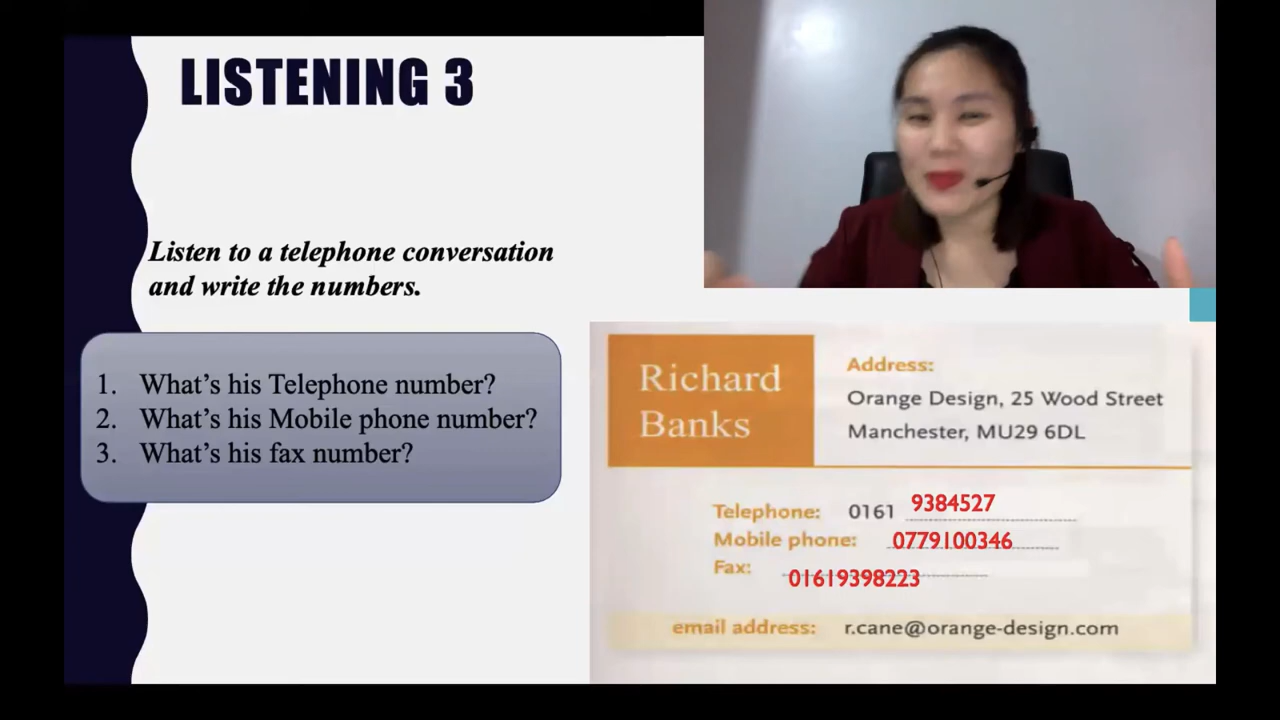 LISTENING 3
Listen to a telephone conversation
and write the numbers.
1. What's his Telephone number?
2. What's his Mobile phone number?
3. What's his fax number?
Richard
Banks
Address:
Orange Design, 25 Wood Street
Manchester, MU29 6DL
Telephone: 0161 9384527
Mobile phone: 0779100346
Fax: 01619398223
email address: r.cane@orange-design.com